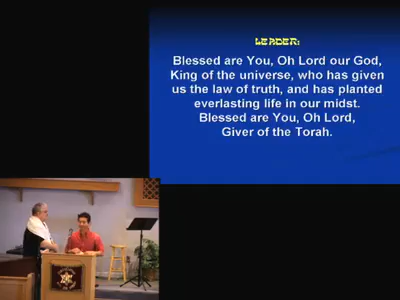 LEADER:
Blessed are You, Oh Lord our God,
King of the universe, who has given
us the law of truth, and has planted
everlasting life in our midst.
Blessed are You, Oh Lord,
Giver of the Torah.